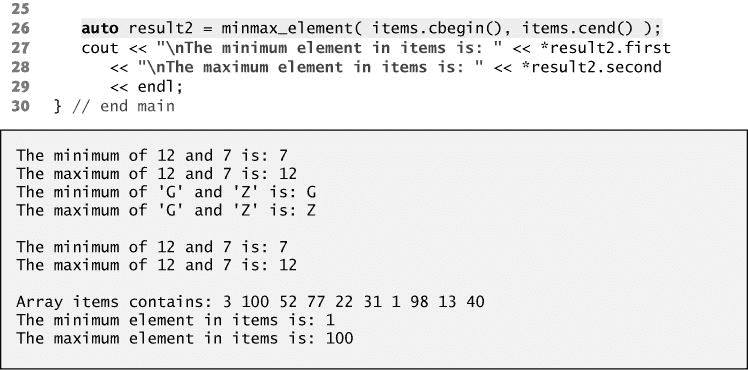 25
26 auto result2 = minmax_element( items.cbegin(), items.cend() );
27 cout << "\nThe minimum element in items is: " << *result2.first
28 << "\nThe maximum element in items is: " << *result2.second
29 << endl;
30 } // end main
The minimum of 12 and 7 is: 7
The maximum of 12 and 7 is: 12
The minimum of 'G' and 'Z' is: G
The maximum of 'G' and 'Z' is: Z
The minimum of 12 and 7 is: 7
The maximum of 12 and 7 is: 12
Array items contains: 3 100 52 77 22 31 1 98 13 40
The minimum element in items is: 1
The maximum element in items is: 100